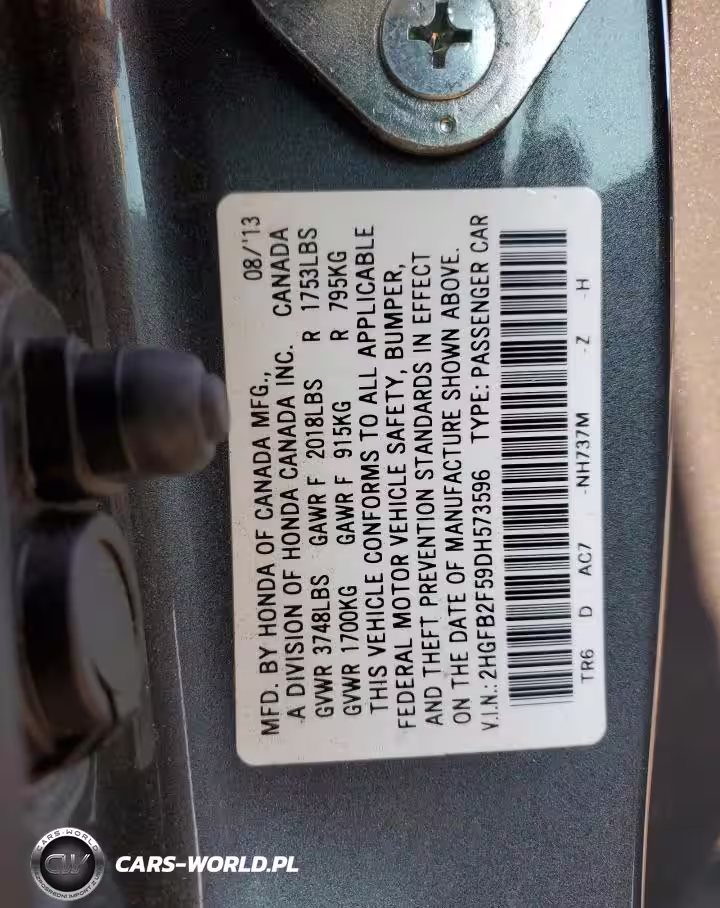 MFD. BY HONDA OF CANADA MFG., 08/'13
A DIVISION OF HONDA CANADA INC. CANADA
GVWR 3748LBS GAWR F 2018LBS R 1753LBS
GVWR 1700KG GAWR F 915KG R 795KG
THIS VEHICLE CONFORMS TO ALL APPLICABLE
FEDERAL MOTOR VEHICLE SAFETY, BUMPER,
AND THEFT PREVENTION STANDARDS IN EFFECT
ON THE DATE OF MANUFACTURE SHOWN ABOVE.
V.I.N.: 2HGFB2F59DH573596 TYPE: PASSENGER CAR
TR6 D AC7 -NH737M -Z -H
CARS-WORLD.PL
CARS-WORLD
CW